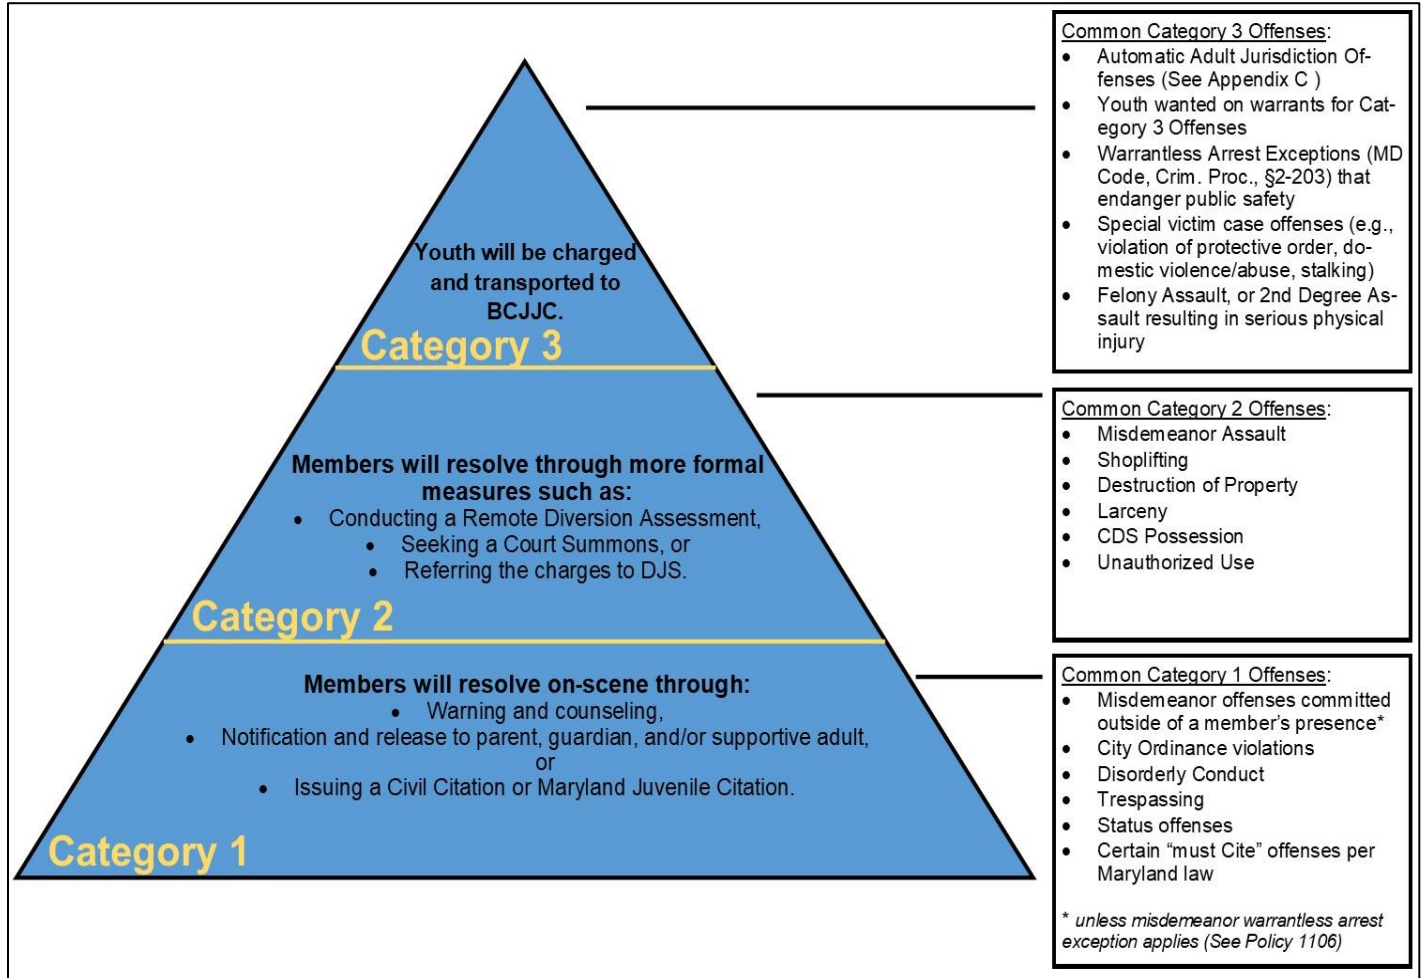 Youth will be charged
and transported to
BCJJC.
Category 3
Members will resolve through more formal
measures such as:
• Conducting a Remote Diversion Assessment,
• Seeking a Court Summons, or
• Referring the charges to DJS.
Category 2
Members will resolve on-scene through:
• Warning and counseling,
• Notification and release to parent, guardian, and/or supportive adult,
or
• Issuing a Civil Citation or Maryland Juvenile Citation.
Category 1
Common Category 3 Offenses:
• Automatic Adult Jurisdiction Of-
fenses (See Appendix C )
• Youth wanted on warrants for Cat-
egory 3 Offenses
• Warrantless Arrest Exceptions (MD
Code, Crim. Proc., §2-203) that
endanger public safety
• Special victim case offenses (e.g.,
violation of protective order, do-
mestic violence/abuse, stalking)
• Felony Assault, or 2nd Degree As-
sault resulting in serious physical
injury
Common Category 2 Offenses:
• Misdemeanor Assault
• Shoplifting
• Destruction of Property
• Larceny
• CDS Possession
• Unauthorized Use
Common Category 1 Offenses:
• Misdemeanor offenses committed
outside of a member’s presence*
• City Ordinance violations
• Disorderly Conduct
• Trespassing
• Status offenses
• Certain “must Cite” offenses per
Maryland law
* unless misdemeanor warrantless arrest
exception applies (See Policy 1106)